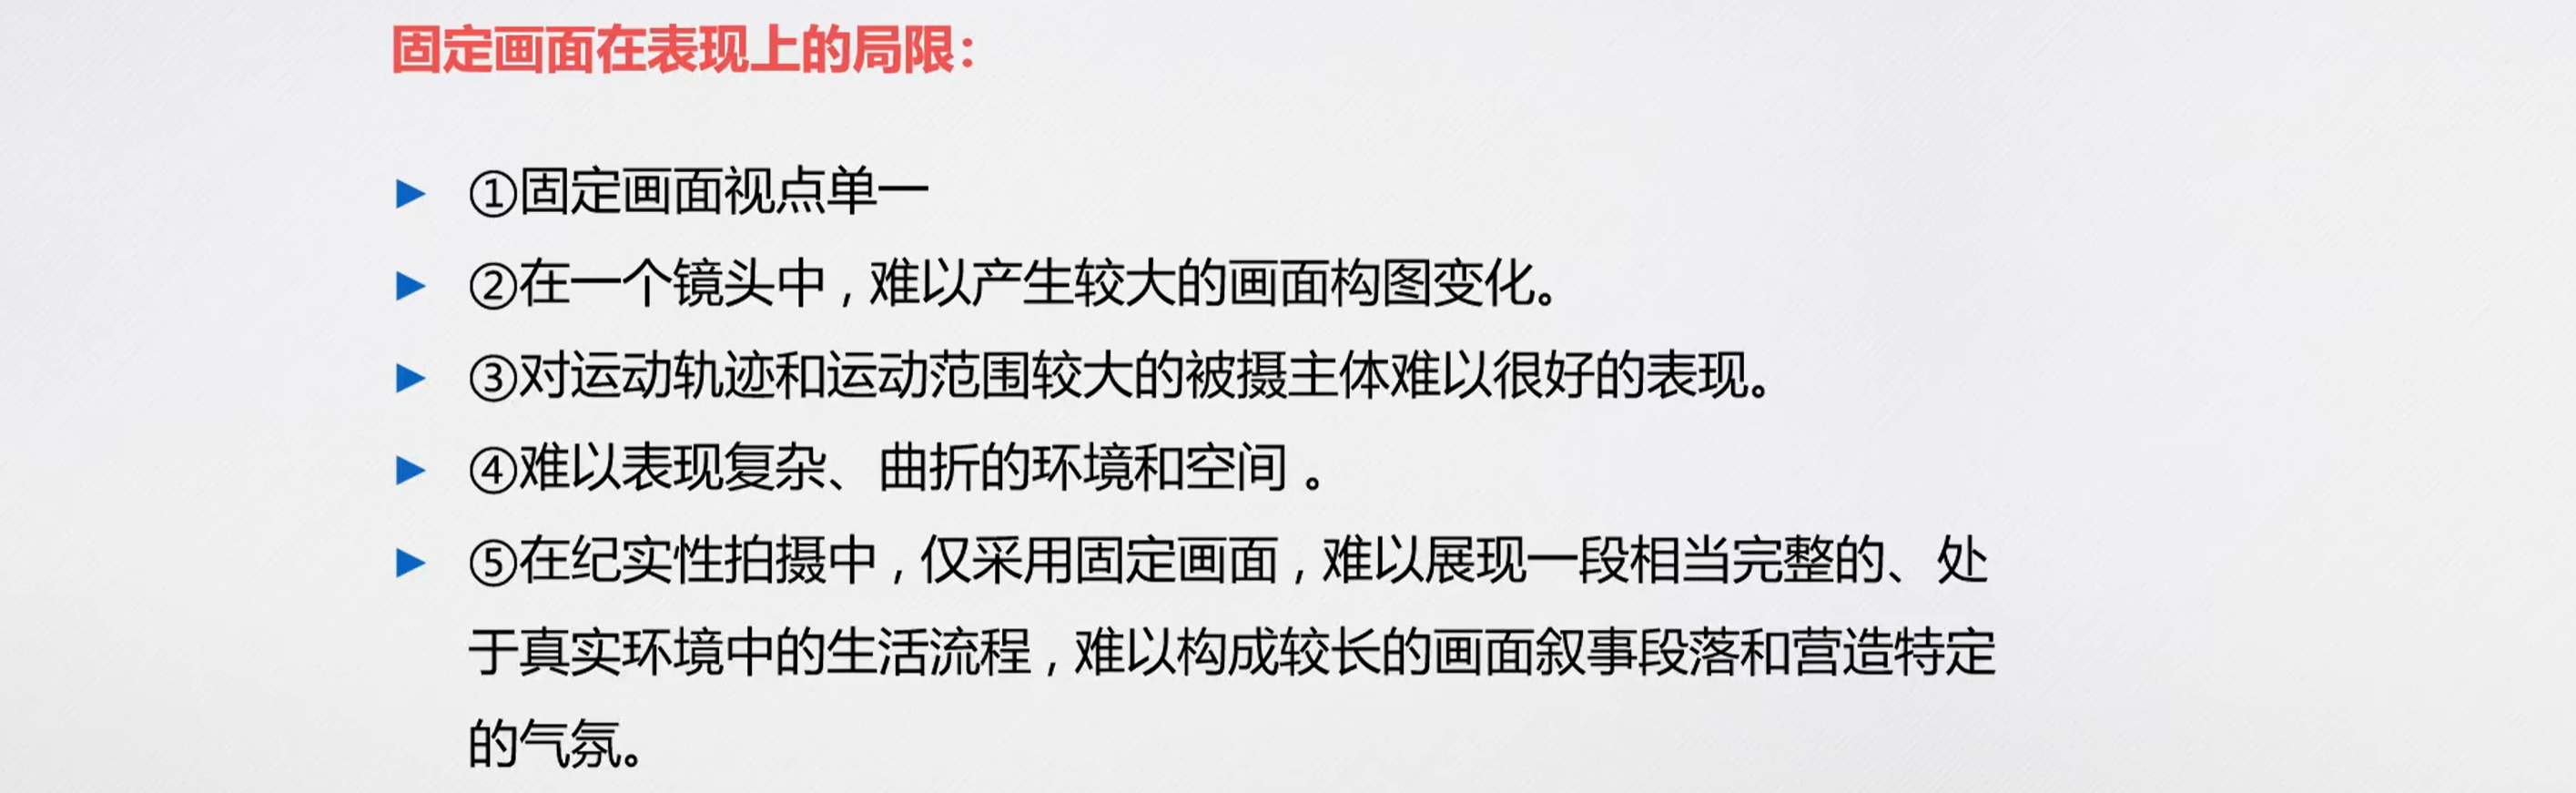 固定画面在表现上的局限：
▶ ①固定画面视点单一
▶ ②在一个镜头中，难以产生较大的画面构图变化。
▶ ③对运动轨迹和运动范围较大的被摄主体难以很好的表现。
▶ ④难以表现复杂、曲折的环境和空间 。
▶ ⑤在纪实性拍摄中，仅采用固定画面，难以展现一段相当完整的、处
于真实环境中的生活流程，难以构成较长的画面叙事段落和营造特定
的气氛。